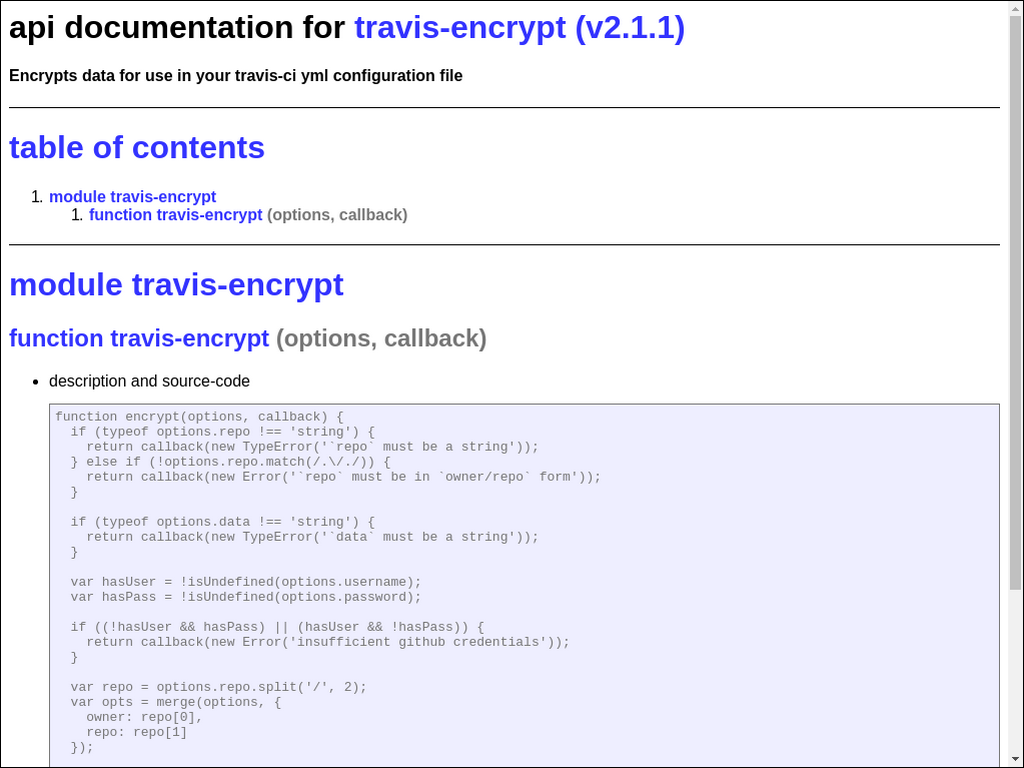 api documentation for travis-encrypt (v2.1.1)
Encrypts data for use in your travis-ci yml configuration file
table of contents
1. module travis-encrypt
1. function travis-encrypt (options, callback)
module travis-encrypt
function travis-encrypt (options, callback)
• description and source-code
function encrypt(options, callback) {
  if (typeof options.repo !== 'string') {
    return callback(new TypeError('`repo` must be a string'));
  } else if (!options.repo.match(/.\/./)) {
    return callback(new Error('`repo` must be in `owner/repo` form'));
  }

  if (typeof options.data !== 'string') {
    return callback(new TypeError('`data` must be a string'));
  }

  var hasUser = !isUndefined(options.username);
  var hasPass = !isUndefined(options.password);

  if ((!hasUser && hasPass) || (hasUser && !hasPass)) {
    return callback(new Error('insufficient github credentials'));
  }

  var repo = options.repo.split('/', 2);
  var opts = merge(options, {
    owner: repo[0],
    repo: repo[1]
  });